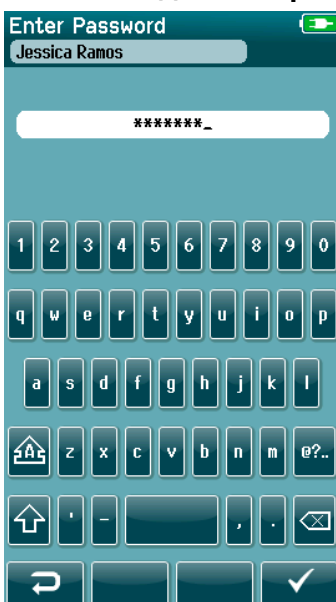 Enter Password
Jessica Ramos
*******_
1 2 3 4 5 6 7 8 9 0
q w e r t y u i o p
a s d f g h j k l
A z x c v b n m @?..
' - , .